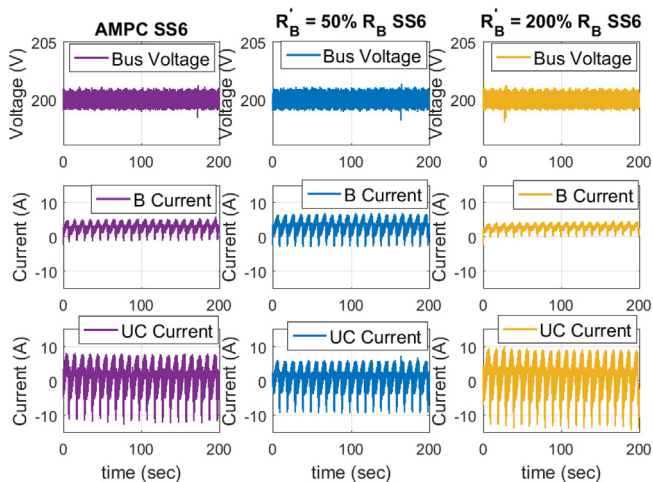 AMPC SS6
R'_B = 50% R_B SS6
R'_B = 200% R_B SS6
205
200
Voltage (V)
Bus Voltage
0 100 200
205
200
Voltage (V)
Bus Voltage
0 100 200
205
200
Voltage (V)
Bus Voltage
0 100 200
10
0
-10
Current (A)
B Current
0 100 200
10
0
-10
Current (A)
B Current
0 100 200
10
0
-10
Current (A)
B Current
0 100 200
10
0
-10
Current (A)
UC Current
0 100 200
time (sec)
10
0
-10
Current (A)
UC Current
0 100 200
time (sec)
10
0
-10
Current (A)
UC Current
0 100 200
time (sec)